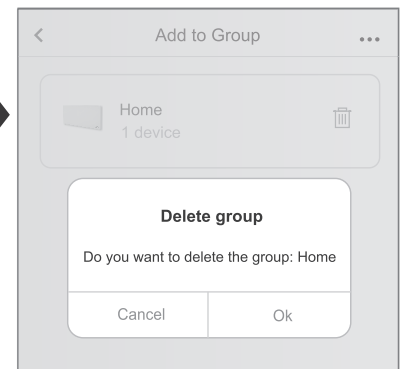 Add to Group
Home
1 device
Delete group
Do you want to delete the group: Home
Cancel
Ok